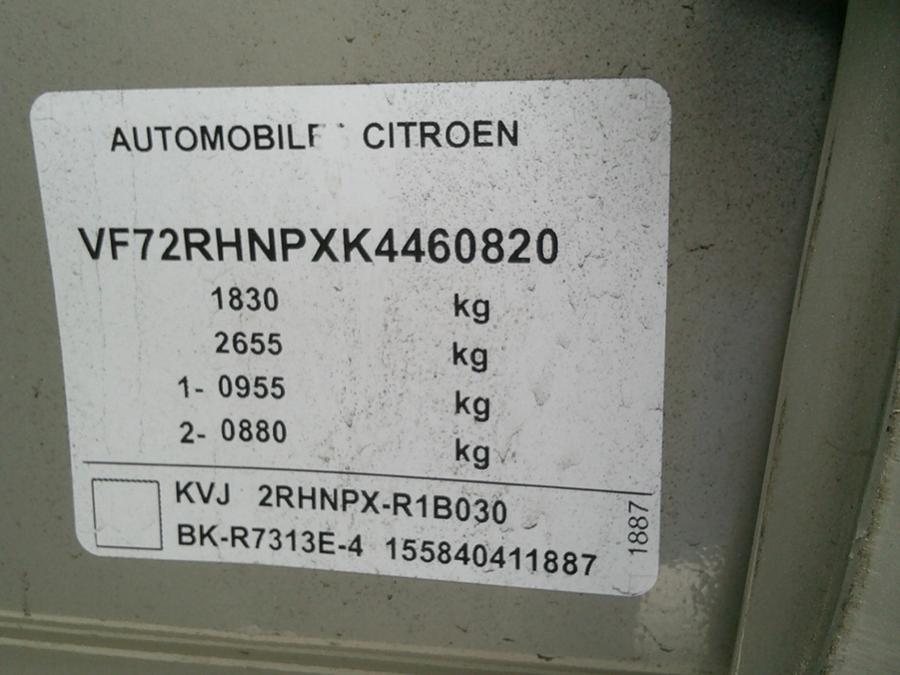 AUTOMOBILE CITROEN
VF72RHNPXK4460820
1830 kg
2655 kg
1- 0955 kg
2- 0880 kg
KVJ 2RHNPX-R1B030
BK-R7313E-4 155840411887
1887